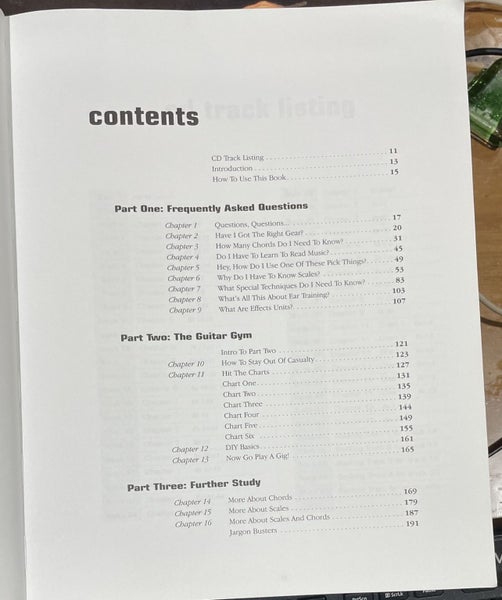 contents
track listing
CD Track Listing 11
Introduction 13
How To Use This Book 15
Part One: Frequently Asked Questions
Chapter 1 Questions, Questions... 17
Chapter 2 Have I Got The Right Gear? 20
Chapter 3 How Many Chords Do I Need To Know? 31
Chapter 4 Do I Have To Learn To Read Music? 45
Chapter 5 Hey, How Do I Use One Of These Pick Things? 49
Chapter 6 Why Do I Have To Know Scales? 53
Chapter 7 What Special Techniques Do I Need To Know? 83
Chapter 8 What's All This About Ear Training? 103
Chapter 9 What Are Effects Units? 107
Part Two: The Guitar Gym
Intro To Part Two 121
Chapter 10 How To Stay Out Of Casualty 123
Chapter 11 Hit The Charts 127
Chart One 131
Chart Two 135
Chart Three 139
Chart Four 144
Chart Five 149
Chart Six 155
Chapter 12 DIY Basics 161
Chapter 13 Now Go Play A Gig! 165
Part Three: Further Study
Chapter 14 More About Chords 169
Chapter 15 More About Scales 179
Chapter 16 More About Scales And Chords 187
Jargon Busters 191
ScrLk